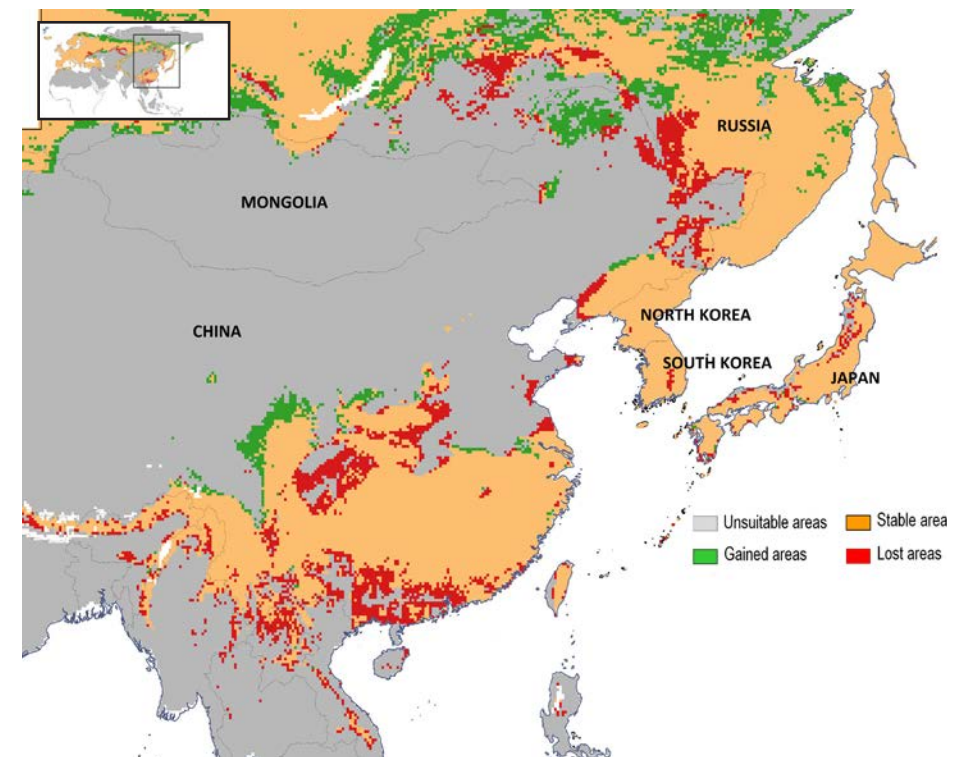 RUSSIA
MONGOLIA
NORTH KOREA
CHINA
SOUTH KOREA
JAPAN
Unsuitable areas
Stable area
Gained areas
Lost areas